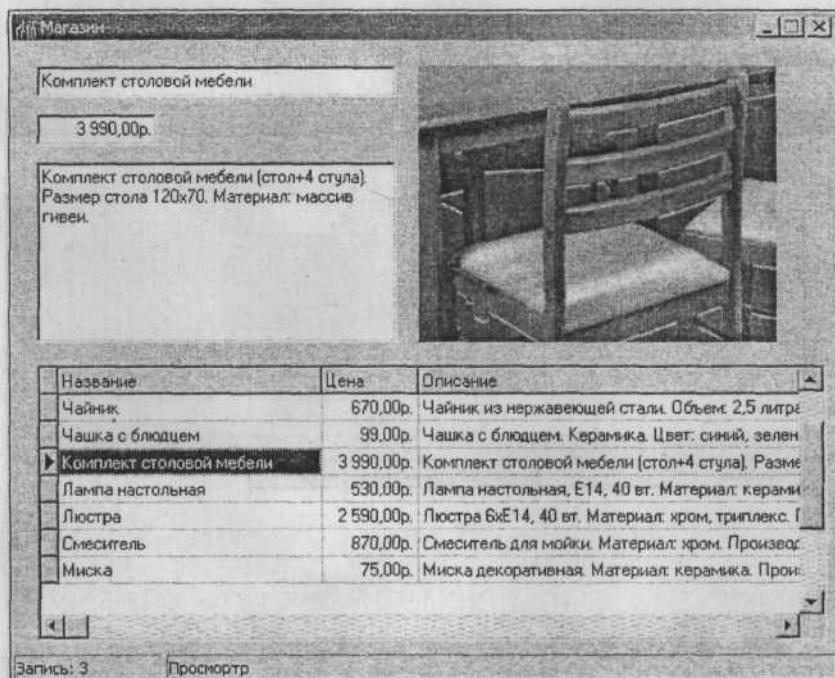 Магазин
Комплект столовой мебели
3 990,00р.
Комплект столовой мебели (стол+4 стула).
Размер стола 120х70. Материал: массив
гивеи.
Название Цена Описание
Чайник 670,00р. Чайник из нержавеющей стали. Объем: 2,5 литра
Чашка с блюдцем 99,00р. Чашка с блюдцем. Керамика. Цвет: синий, зелен
Комплект столовой мебели 3 990,00р. Комплект столовой мебели (стол+4 стула). Разме
Лампа настольная 530,00р. Лампа настольная, Е14, 40 вт. Материал: керами
Люстра 2 590,00р. Люстра 6хЕ14, 40 вт. Материал: хром, триплекс. П
Смеситель 870,00р. Смеситель для мойки. Материал: хром. Производ
Миска 75,00р. Миска декоративная. Материал: керамика. Прои
Запись: 3 Просмортр